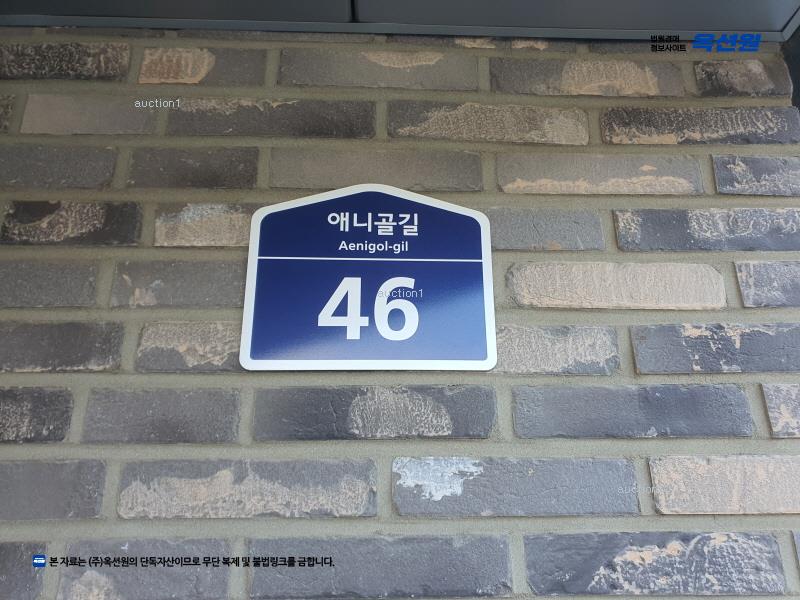 법원경매
정보사이트 옥션원
auction1
애니골길
Aenigol-gil
46
auction1
auction1
본 자료는 (주)옥션원의 단독자산이므로 무단 복제 및 불법링크를 금합니다.